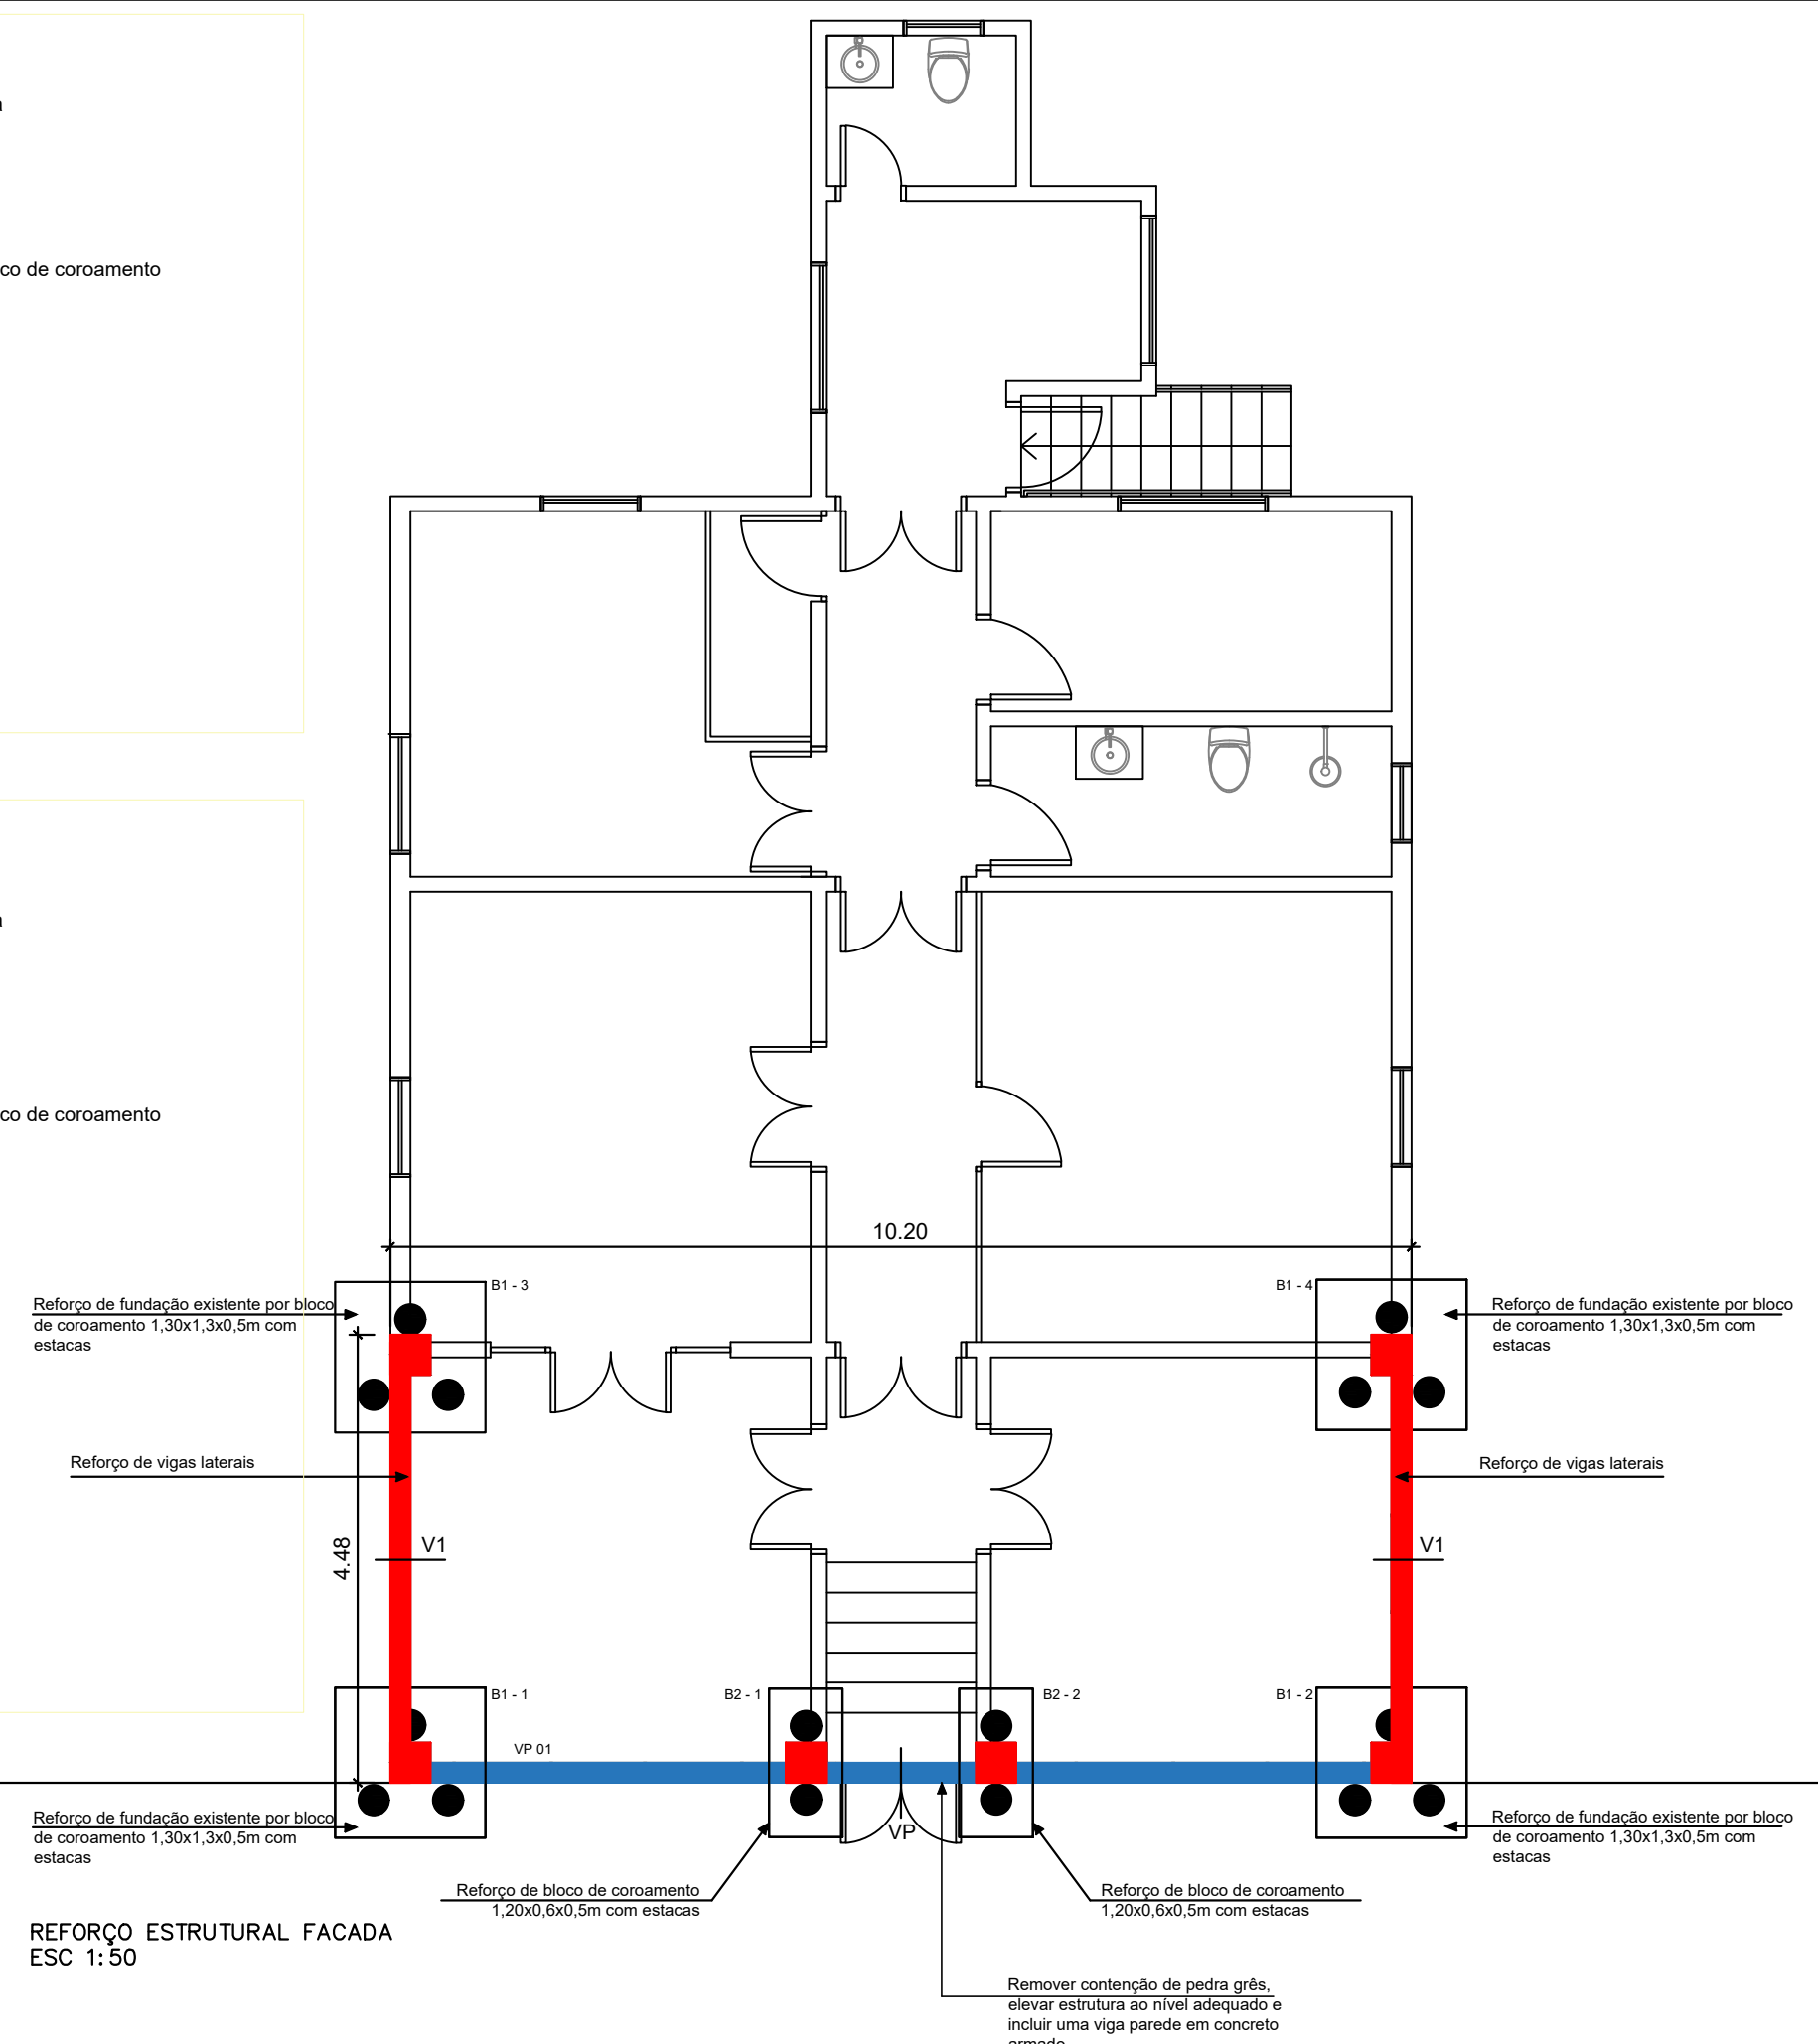 a
co de coroamento
a
co de coroamento
10.20
B1 - 3
B1 - 4
Reforço de fundação existente por bloco
de coroamento 1,30x1,3x0,5m com
estacas
Reforço de fundação existente por bloco
de coroamento 1,30x1,3x0,5m com
estacas
Reforço de vigas laterais
Reforço de vigas laterais
4.48
V1
V1
B1 - 1
B2 - 1
B2 - 2
B1 - 2
VP 01
Reforço de fundação existente por bloco
de coroamento 1,30x1,3x0,5m com
estacas
VP
Reforço de fundação existente por bloco
de coroamento 1,30x1,3x0,5m com
estacas
Reforço de bloco de coroamento
1,20x0,6x0,5m com estacas
Reforço de bloco de coroamento
1,20x0,6x0,5m com estacas
REFORÇO ESTRUTURAL FACADA
ESC 1:50
Remover contenção de pedra grês,
elevar estrutura ao nível adequado e
incluir uma viga parede em concreto
armado